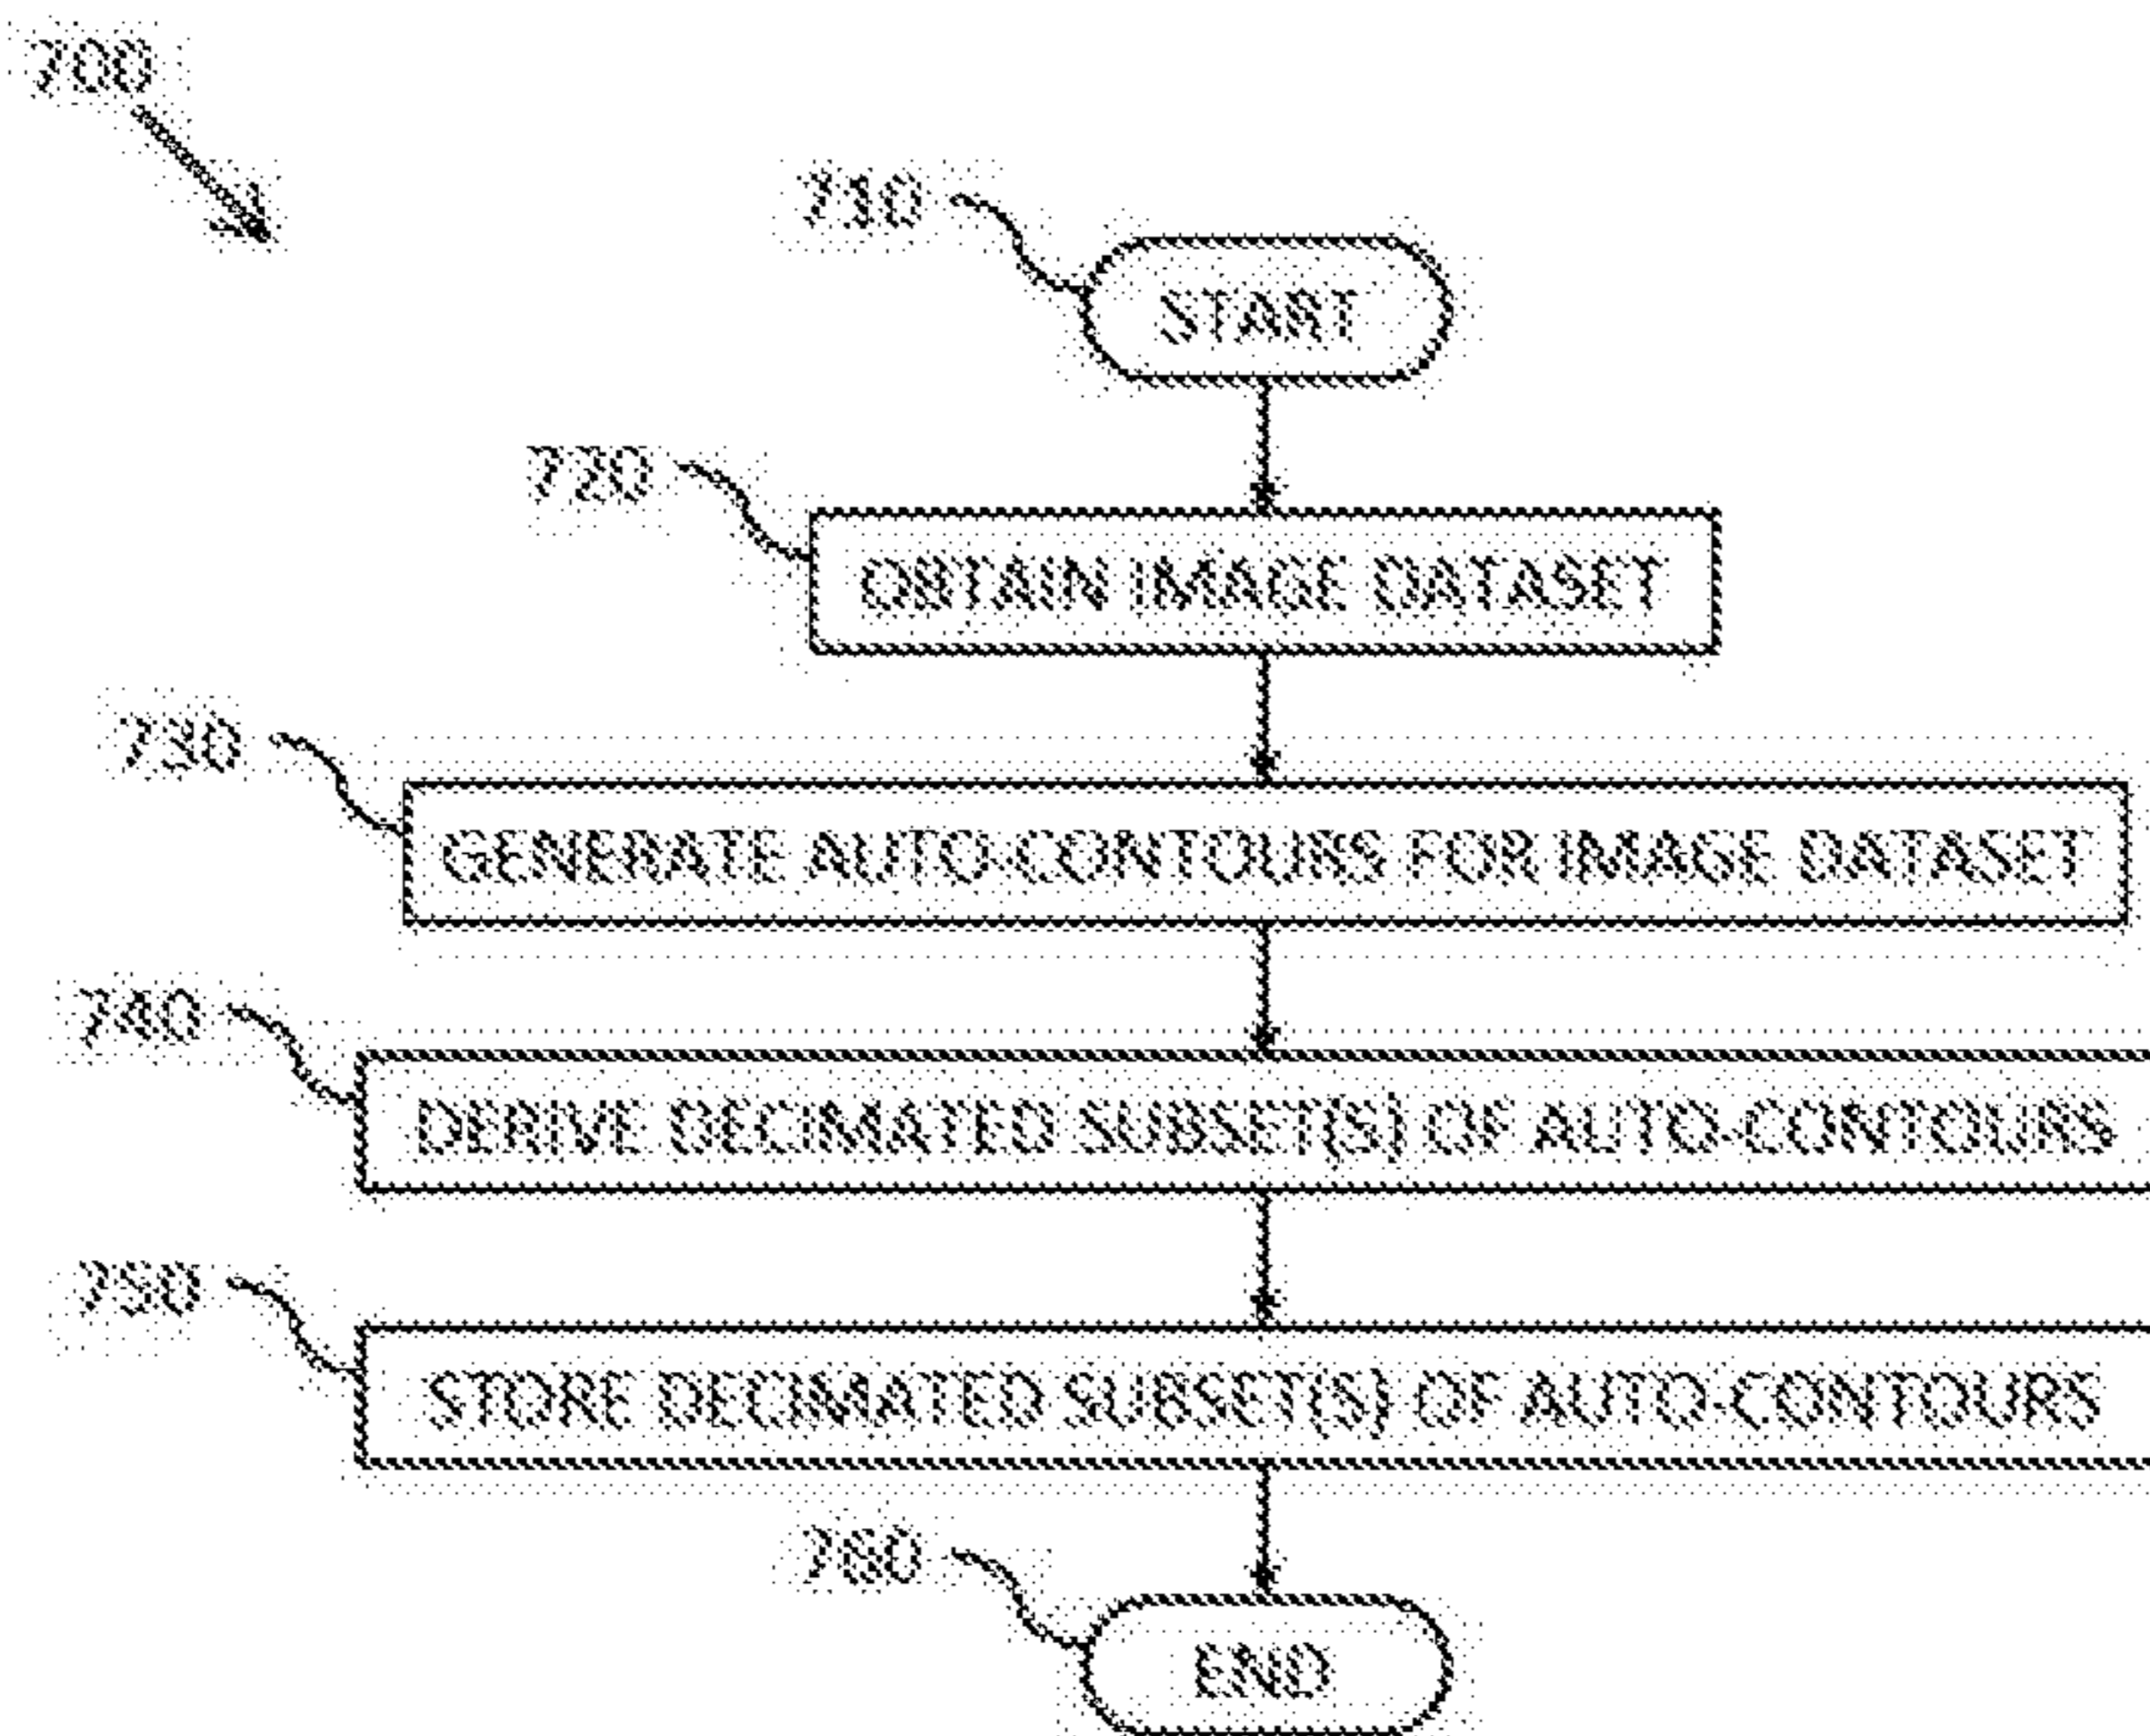 700
710
START
720
OBTAIN IMAGE DATASET
730
GENERATE AUTO-CONTOURS FOR IMAGE DATASET
740
DERIVE DECIMATED SUBSET(S) OF AUTO-CONTOURS
750
STORE DECIMATED SUBSET(S) OF AUTO-CONTOURS
760
END